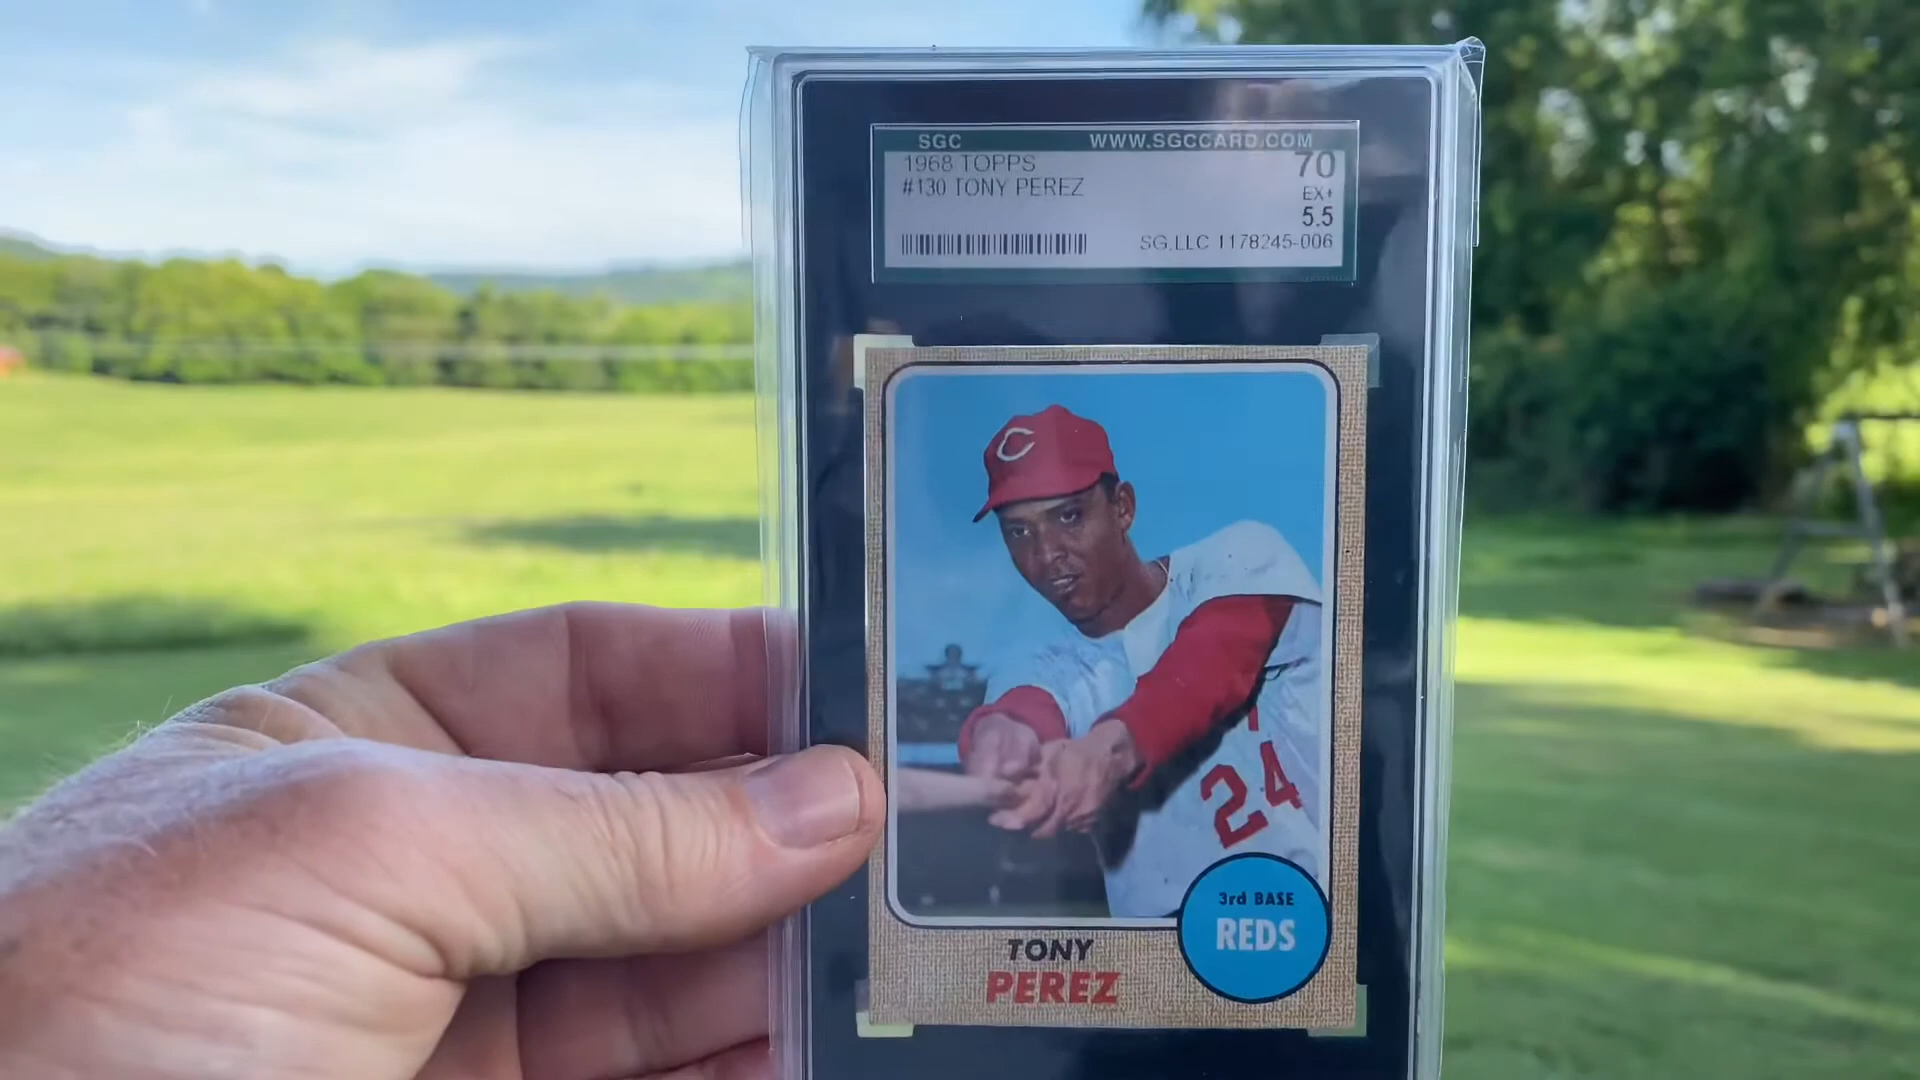 SGC WWW.SGCCARD.COM
1968 TOPPS 70
#130 TONY PEREZ EX+
5.5
SG,LLC 1178245-006
C
24
3rd BASE
REDS
TONY
PEREZ